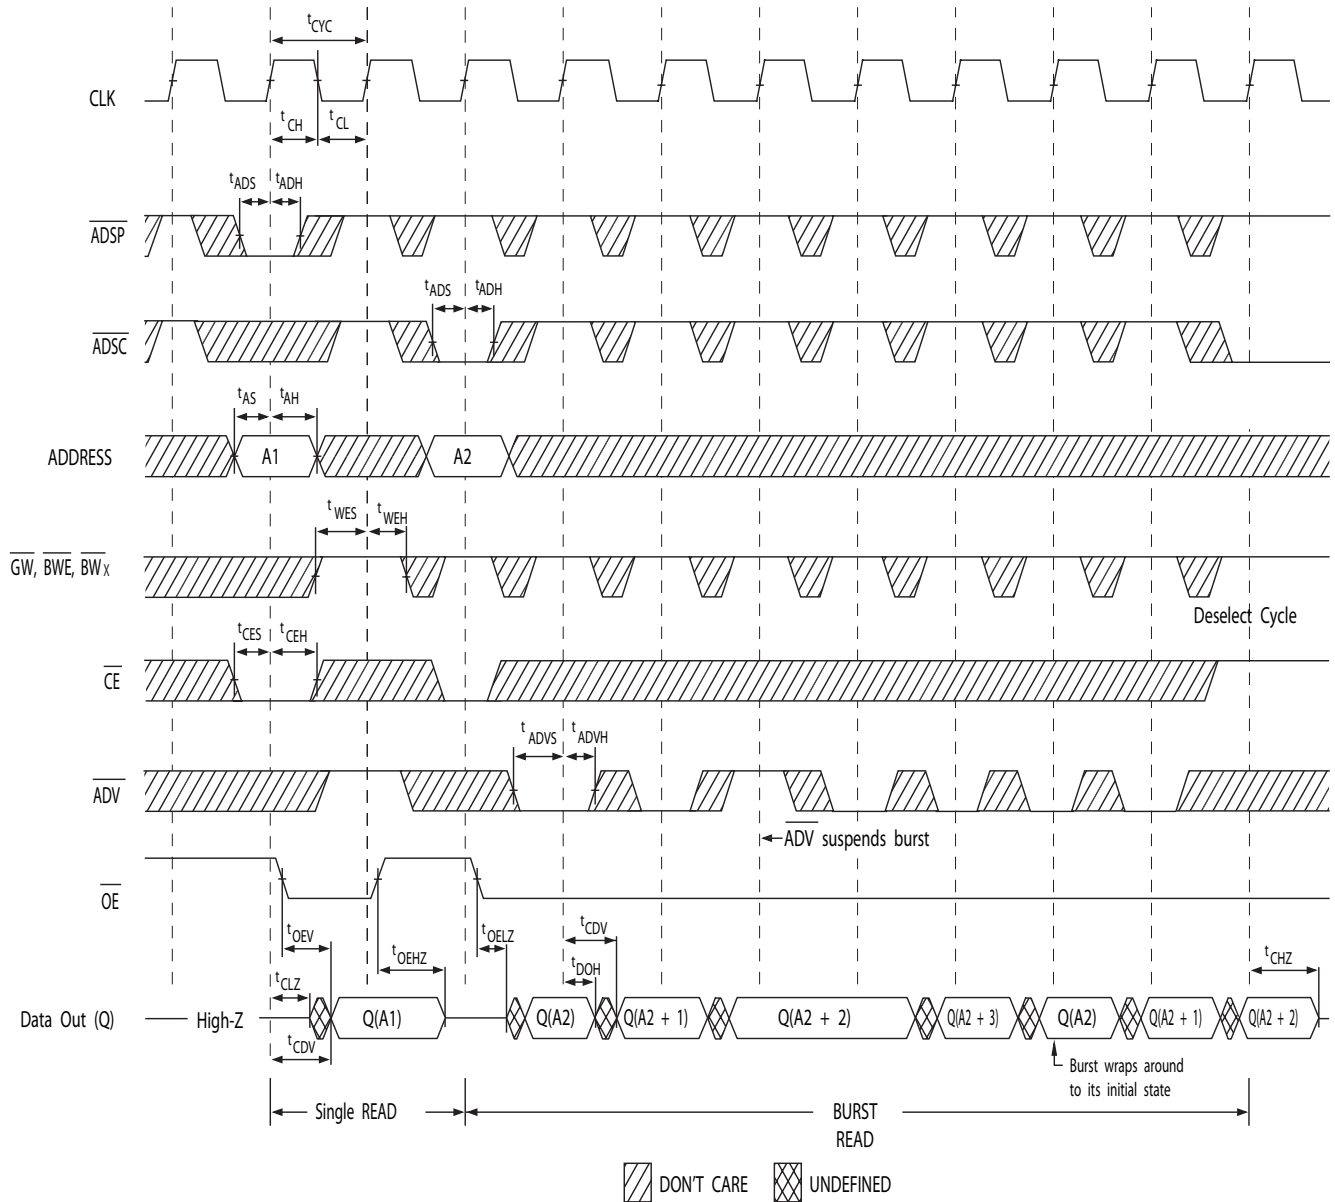 tCYC
CLK
tCH
tCL
tADS
tADH
ADSP
tADS
tADH
ADSC
tAS
tAH
ADDRESS
A1
A2
tWES
tWEH
GW, BWE, BWX
Deselect Cycle
tCES
tCEH
CE
tADVS
tADVH
ADV
ADV suspends burst
OE
tOEV
tOEHZ
tOELZ
tCDV
tDOH
tCHZ
tCLZ
Data Out (Q)
High-Z
Q(A1)
Q(A2)
Q(A2 + 1)
Q(A2 + 2)
Q(A2 + 3)
Q(A2)
Q(A2 + 1)
Q(A2 + 2)
tCDV
Burst wraps around
to its initial state
Single READ
BURST
READ
DON'T CARE
UNDEFINED